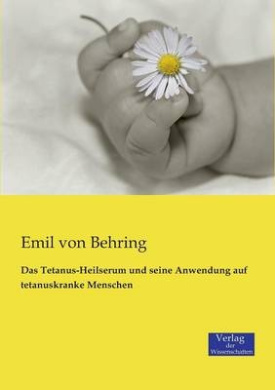 Emil von Behring
Das Tetanus-Heilserum und seine Anwendung auf
tetanuskranke Menschen
Verlag
der
Wissenschaften